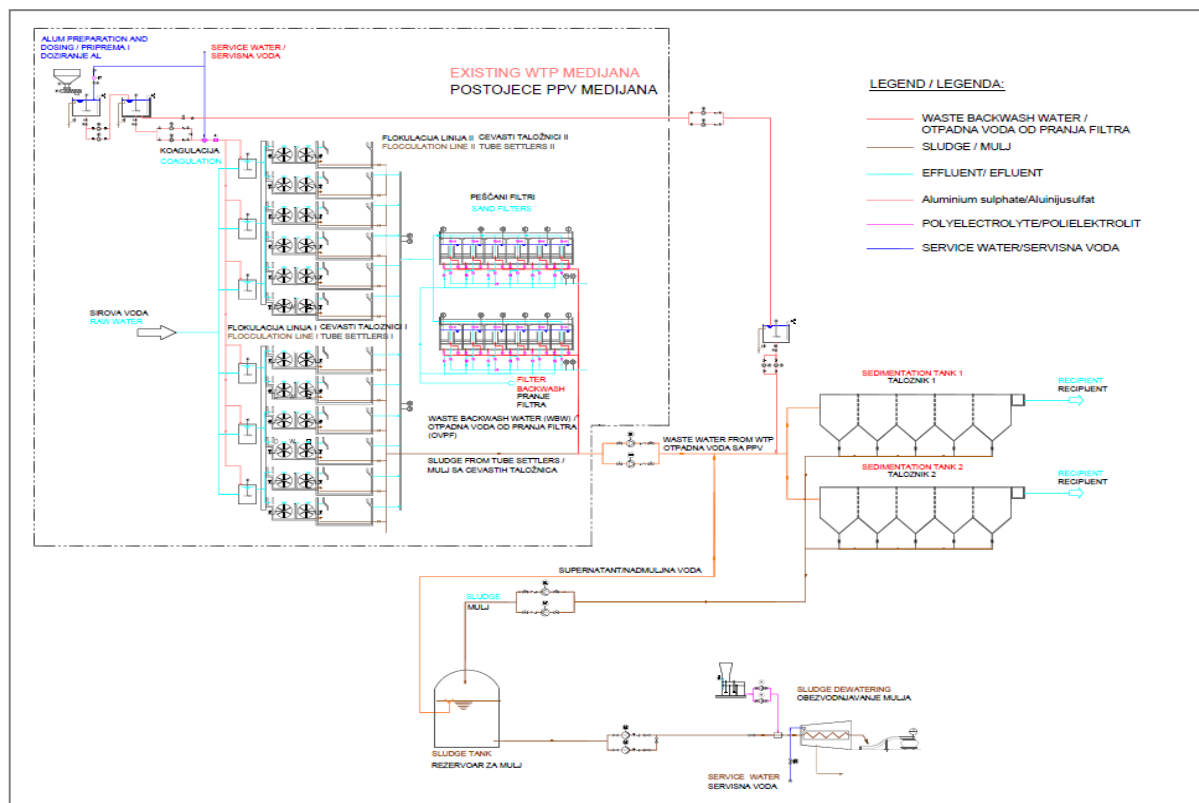 ALUM PREPARATION AND
DOSING / PRIPREMA I
DOZIRANJE AL
SERVICE WATER /
SERVISNA VODA
EXISTING WTP MEDIJANA
POSTOJECE PPV MEDIJANA
KOAGULACIJA
COAGULATION
FLOKULACIJA LINIJA II CEVASTI TALOŽNICI II
FLOCCULATION LINE II TUBE SETTLERS II
PEŠČANI FILTRI
SAND FILTERS
SIROVA VODA
RAW WATER
FLOKULACIJA LINIJA I CEVASTI TALOŽNICI I
FLOCCULATION LINE I TUBE SETTLERS I
FILTER
BACKWASH
PRANJE
FILTRA
WASTE BACKWASH WATER (WBW) /
OTPADNA VODA OD PRANJA FILTRA
(OVPF)
SLUDGE FROM TUBE SETTLERS /
MULJ SA CEVASTIH TALOŽNICA
WASTE WATER FROM WTP
OTPADNA VODA SA PPV
LEGEND / LEGENDA:
WASTE BACKWASH WATER /
OTPADNA VODA OD PRANJA FILTRA
SLUDGE / MULJ
EFFLUENT/ EFLUENT
Aluminium sulphate/Aluinijusulfat
POLYELECTROLYTE/POLIELEKTROLIT
SERVICE WATER/SERVISNA VODA
SEDIMENTATION TANK 1
TALOZNIK 1
RECIPIENT
RECIPIJENT
SEDIMENTATION TANK 2
TALOZNIK 2
RECIPIENT
RECIPIJENT
SUPERNATANT/NADMULJNA VODA
SLUDGE
MULJ
SLUDGE TANK
REZERVOAR ZA MULJ
SLUDGE DEWATERING
OBEZVODNJAVANJE MULJA
SERVICE WATER
SERVISNA VODA